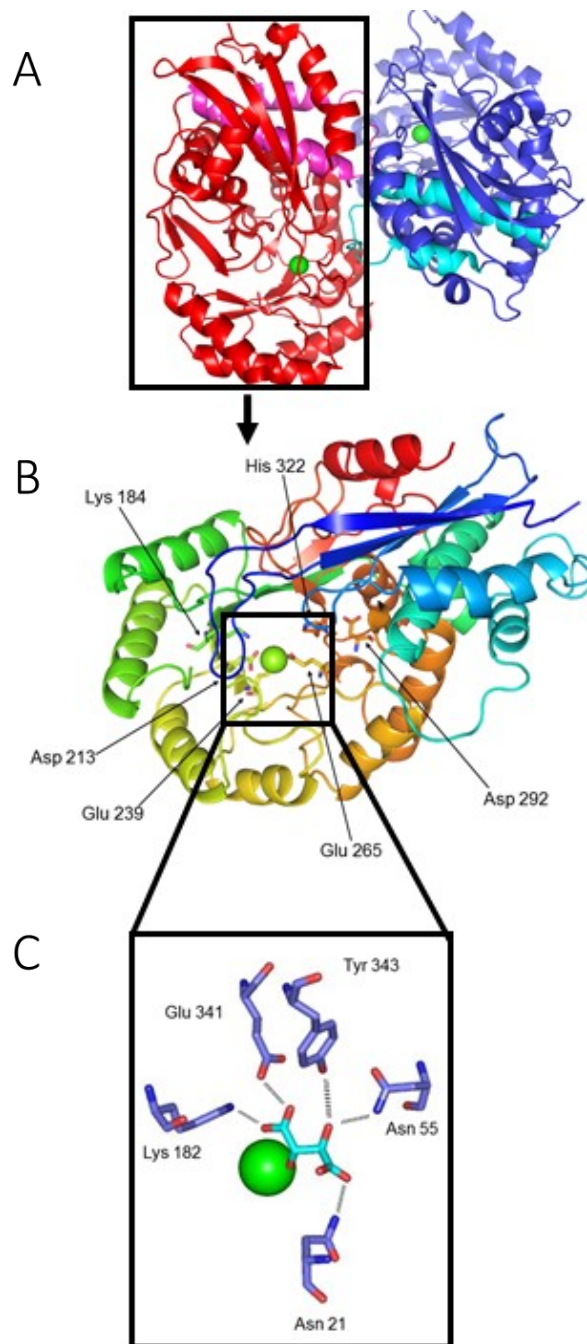 A
B
His 322
Lys 184
Asp 213
Glu 239
Glu 265
Asp 292
C
Tyr 343
Glu 341
Lys 182
Asn 55
Asn 21